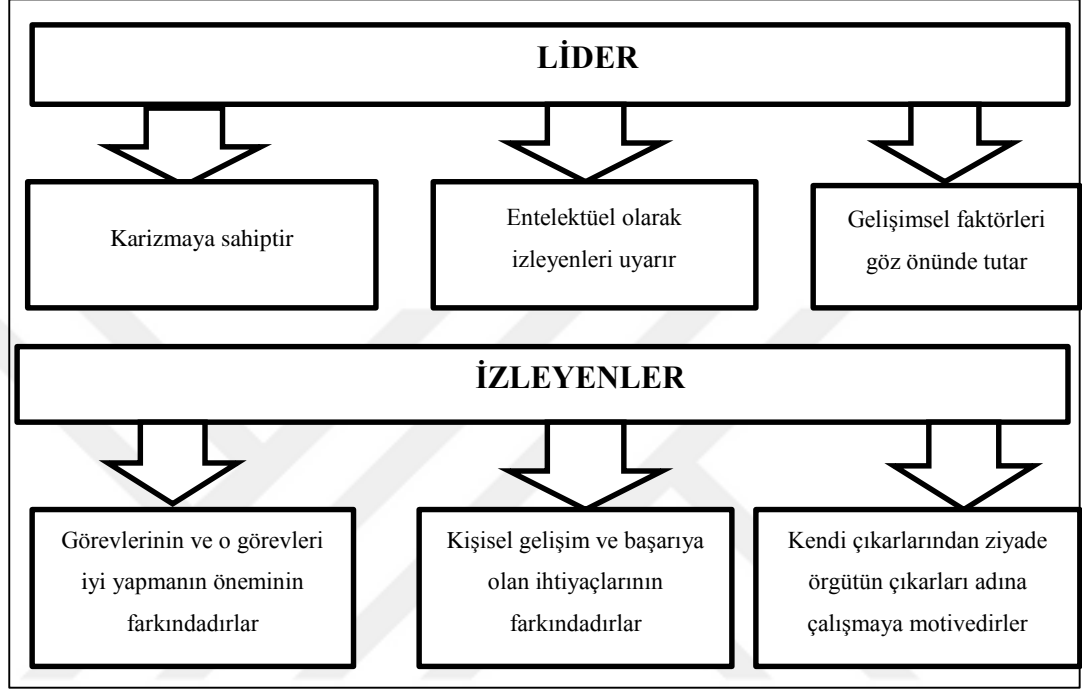 LİDER
Karizmaya sahiptir
Entelektüel olarak
izleyenleri uyarır
Gelişimsel faktörleri
göz önünde tutar
İZLEYENLER
Görevlerinin ve o görevleri
iyi yapmanın öneminin
farkındadırlar
Kişisel gelişim ve başarıya
olan ihtiyaçlarının
farkındadırlar
Kendi çıkarlarından ziyade
örgütün çıkarları adına
çalışmaya motivedirler